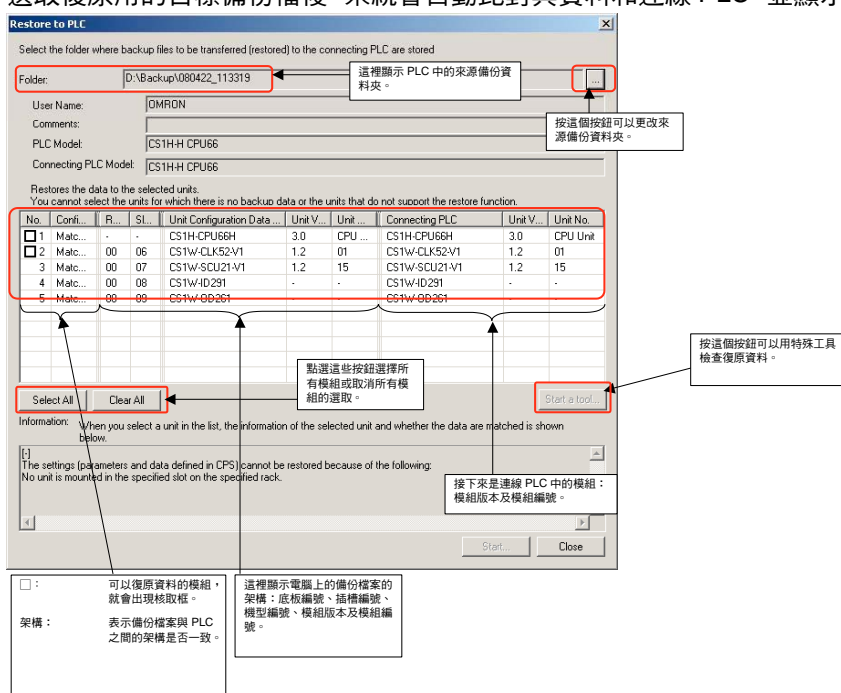 選取復原用的目標備份檔後
Restore to PLC
Select the folder where backup files to be transferred (restored) to the connecting PLC are stored
Folder: D:\Backup\080422_113319 ...
這裡顯示 PLC 中的來源備份資
料夾。
User Name: OMRON
Comments:
按這個按鈕可以更改來
源備份資料夾。
PLC Model: CS1H-H CPU66
Connecting PLC Model: CS1H-H CPU66
Restores the data to the selected units.
You cannot select the units for which there is no backup data or the units that do not support the restore function.
No. Confi... R... Sl... Unit Configuration Data ... Unit V... Unit ... Connecting PLC Unit V... Unit No.
1 Matc... - - CS1H-CPU66H 3.0 CPU ... CS1H-CPU66H 3.0 CPU Unit
2 Matc... 00 06 CS1W-CLK52-V1 1.2 01 CS1W-CLK52-V1 1.2 01
3 Matc... 00 07 CS1W-SCU21-V1 1.2 15 CS1W-SCU21-V1 1.2 15
4 Matc... 00 08 CS1W-ID291 - - CS1W-ID291 - -
5 Matc... 00 09 CS1W-OD261 - - CS1W-OD261 - -
按這個按鈕可以用特殊工具
檢查復原資料。
點選這些按鈕選擇所
有模組或取消所有模
組的選取。
Select All Clear All Start a tool...
Information: When you select a unit in the list, the information of the selected unit and whether the data are matched is shown
below.
[-]
The settings (parameters and data defined in CPS) cannot be restored because of the following:
No unit is mounted in the specified slot on the specified rack.
接下來是連線 PLC 中的模組：
模組版本及模組編號。
Start... Close
□： 可以復原資料的模組，
就會出現核取框。
架構： 表示備份檔案與 PLC
之間的架構是否一致。
這裡顯示電腦上的備份檔案的
架構：底板編號、插槽編號、
機型編號、模組版本及模組編
號。